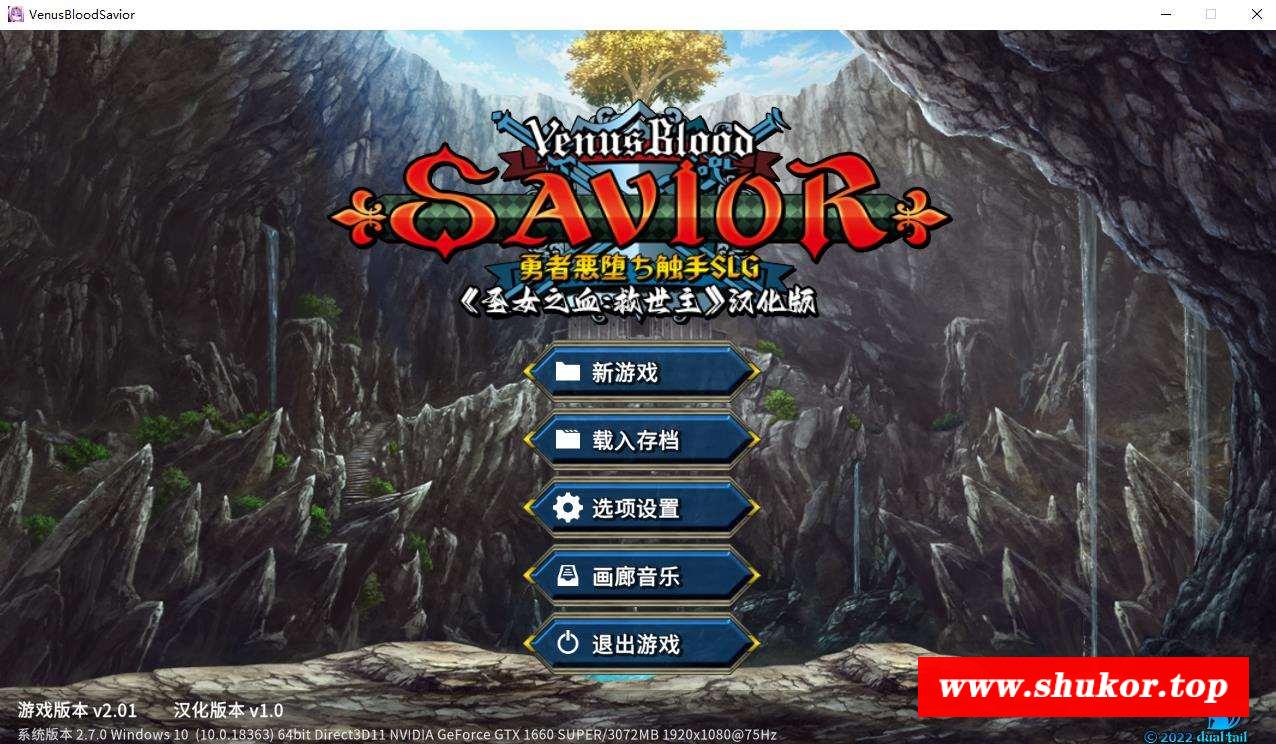 VenusBloodSavior
Venus Blood
SAVIOR
勇者悪堕ち触手SLG
《圣女之血:救世主》汉化版
新游戏
载入存档
选项设置
画廊音乐
退出游戏
www.shukor.top
游戏版本 v2.01 汉化版本 v1.0
系统版本 2.7.0 Windows 10 (10.0.18363) 64bit Direct3D11 NVIDIA GeForce GTX 1660 SUPER/3072MB 1920x1080@75Hz
© 2022 dualtail